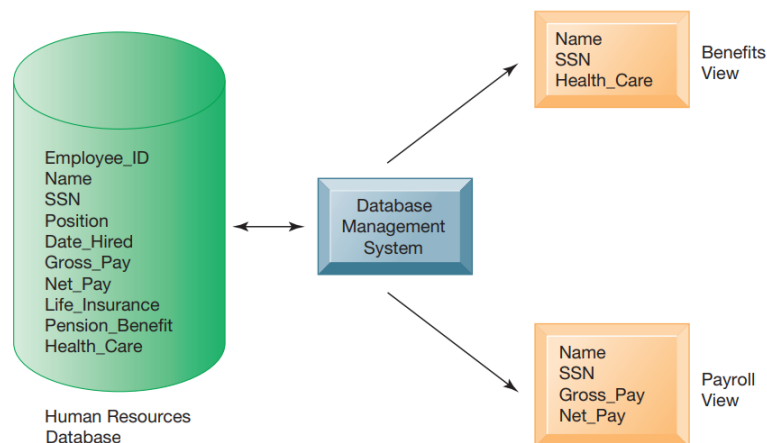 Employee_ID
Name
SSN
Position
Date_Hired
Gross_Pay
Net_Pay
Life_Insurance
Pension_Benefit
Health_Care
Human Resources
Database
Database
Management
System
Name
SSN
Health_Care
Benefits
View
Name
SSN
Gross_Pay
Net_Pay
Payroll
View